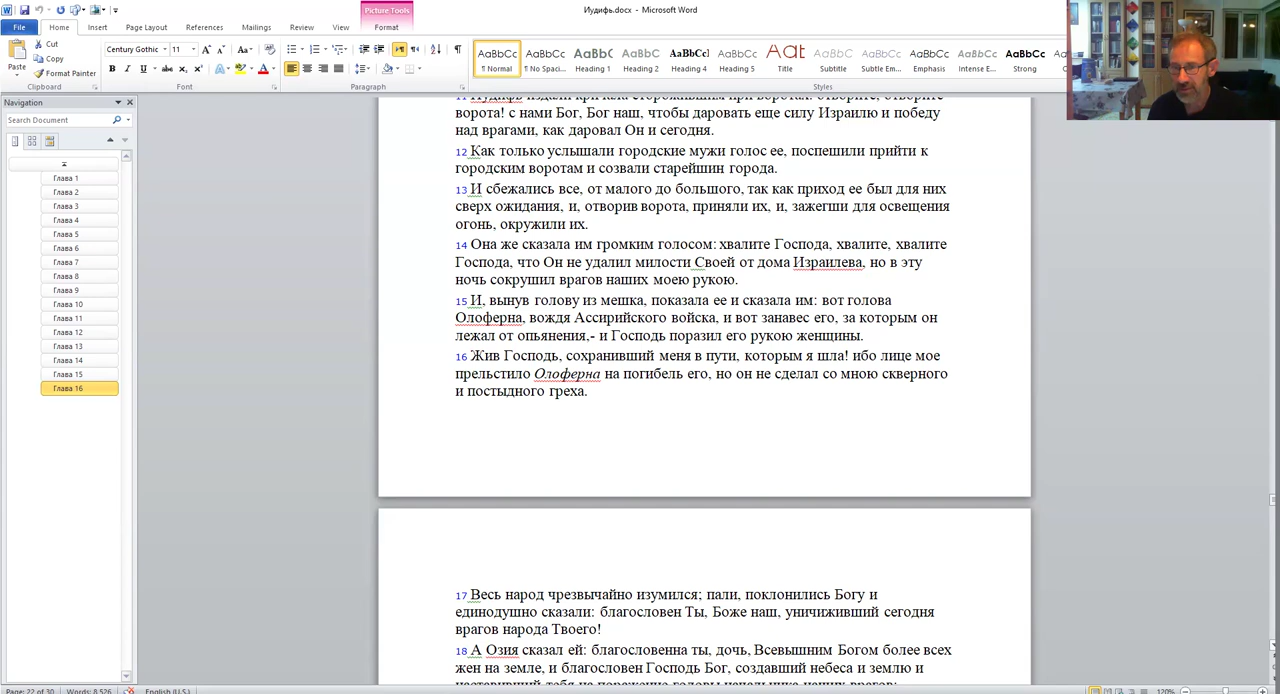 Иудифь.docx - Microsoft Word
Picture Tools
File Home Insert Page Layout References Mailings Review View Format
Paste
Cut
Copy
Format Painter
Clipboard
Century Gothic 11
Font
Paragraph
AaBbCc ¶ Normal
AaBbCc ¶ No Spaci...
AaBbC Heading 1
AaBbCc Heading 2
AaBbCc Heading 4
AaBbCc Heading 5
Aat Title
AaBbCc Subtitle
AaBbCc Subtle Em...
AaBbCc Emphasis
AaBbCc Intense E...
AaBbCc Strong
Styles
Navigation
Search Document
Глава 1
Глава 2
Глава 3
Глава 4
Глава 5
Глава 6
Глава 7
Глава 8
Глава 9
Глава 10
Глава 11
Глава 12
Глава 13
Глава 14
Глава 15
Глава 16
ворота! с нами Бог, Бог наш, чтобы даровать еще силу Израилю и победу
над врагами, как даровал Он и сегодня.
12 Как только услышали городские мужи голос ее, поспешили прийти к
городским воротам и созвали старейшин города.
13 И сбежались все, от малого до большого, так как приход ее был для них
сверх ожидания, и, отворив ворота, приняли их, и, зажегши для освещения
огонь, окружили их.
14 Она же сказала им громким голосом: хвалите Господа, хвалите, хвалите
Господа, что Он не удалил милости Своей от дома Израилева, но в эту
ночь сокрушил врагов наших моею рукою.
15 И, вынув голову из мешка, показала ее и сказала им: вот голова
Олоферна, вождя Ассирийского войска, и вот занавес его, за которым он
лежал от опьянения,- и Господь поразил его рукою женщины.
16 Жив Господь, сохранивший меня в пути, которым я шла! ибо лице мое
прельстило Олоферна на погибель его, но он не сделал со мною скверного
и постыдного греха.
17 Весь народ чрезвычайно изумился; пали, поклонились Богу и
единодушно сказали: благословен Ты, Боже наш, уничиживший сегодня
врагов народа Твоего!
18 А Озия сказал ей: благословенна ты, дочь, Всевышним Богом более всех
жен на земле, и благословен Господь Бог, создавший небеса и землю и
Page: 22 of 30 Words: 8,526 English (U.S.) 120%